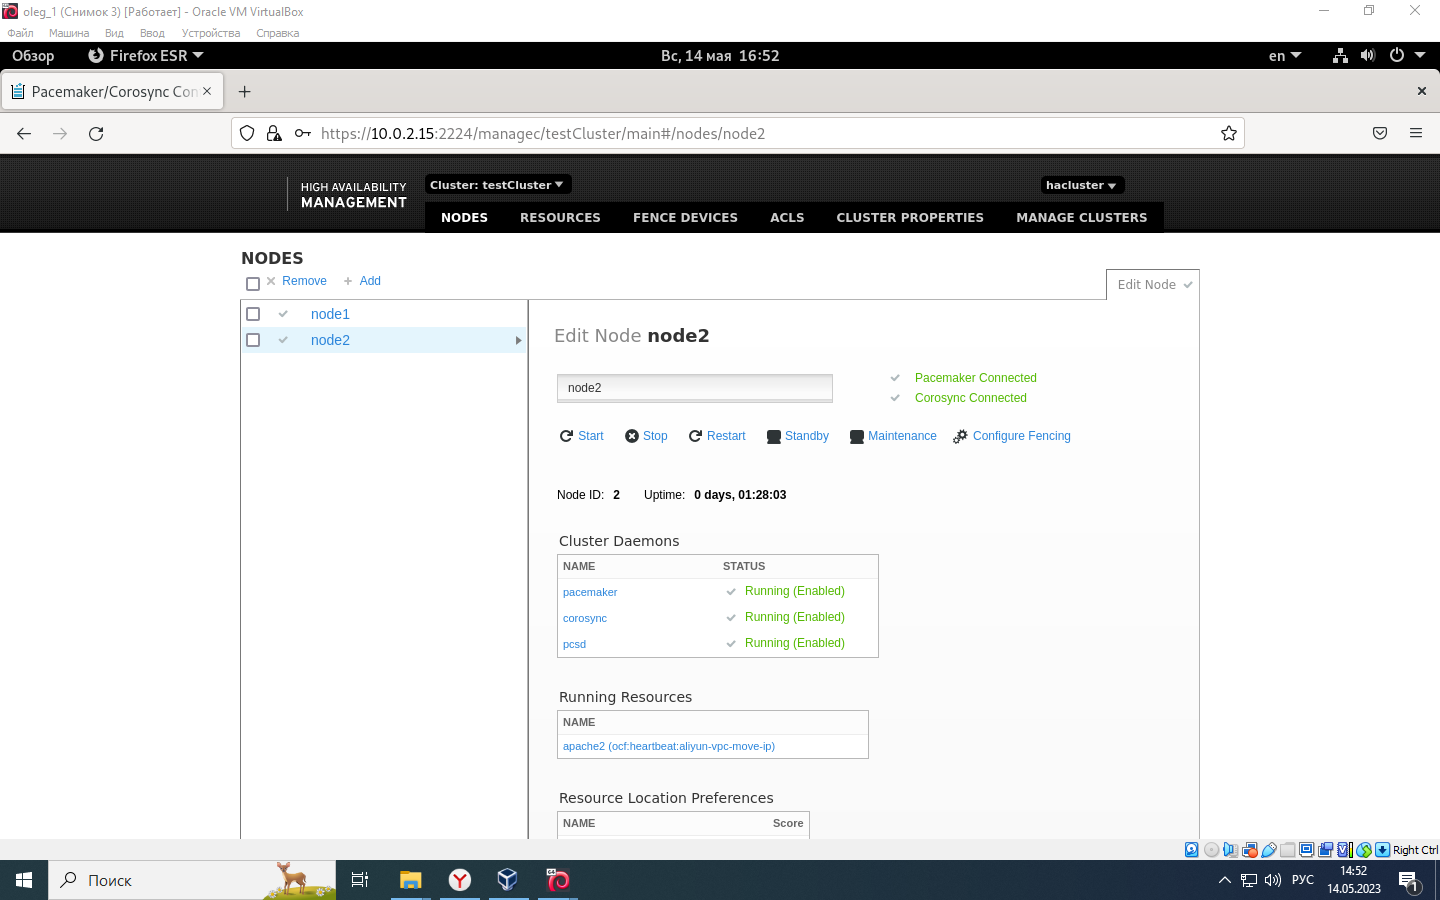 oleg_1 (Снимок 3) [Работает] - Oracle VM VirtualBox
Файл Машина Вид Ввод Устройства Справка
Обзор Firefox ESR Вс, 14 мая 16:52 en
Pacemaker/Corosync Con
https://10.0.2.15:2224/managec/testCluster/main#/nodes/node2
HIGH AVAILABILITY
MANAGEMENT
Cluster: testCluster
hacluster
NODES RESOURCES FENCE DEVICES ACLS CLUSTER PROPERTIES MANAGE CLUSTERS
NODES
Remove Add
Edit Node
node1
node2
Edit Node node2
node2
Pacemaker Connected
Corosync Connected
Start Stop Restart Standby Maintenance Configure Fencing
Node ID: 2 Uptime: 0 days, 01:28:03
Cluster Daemons
NAME STATUS
pacemaker Running (Enabled)
corosync Running (Enabled)
pcsd Running (Enabled)
Running Resources
NAME
apache2 (ocf:heartbeat:aliyun-vpc-move-ip)
Resource Location Preferences
NAME Score
Right Ctrl
Поиск
РУС
14:52
14.05.2023
1